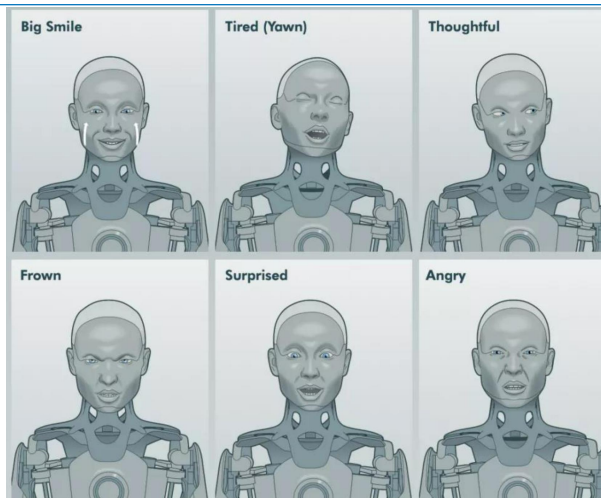 Big Smile
Tired (Yawn)
Thoughtful
Frown
Surprised
Angry